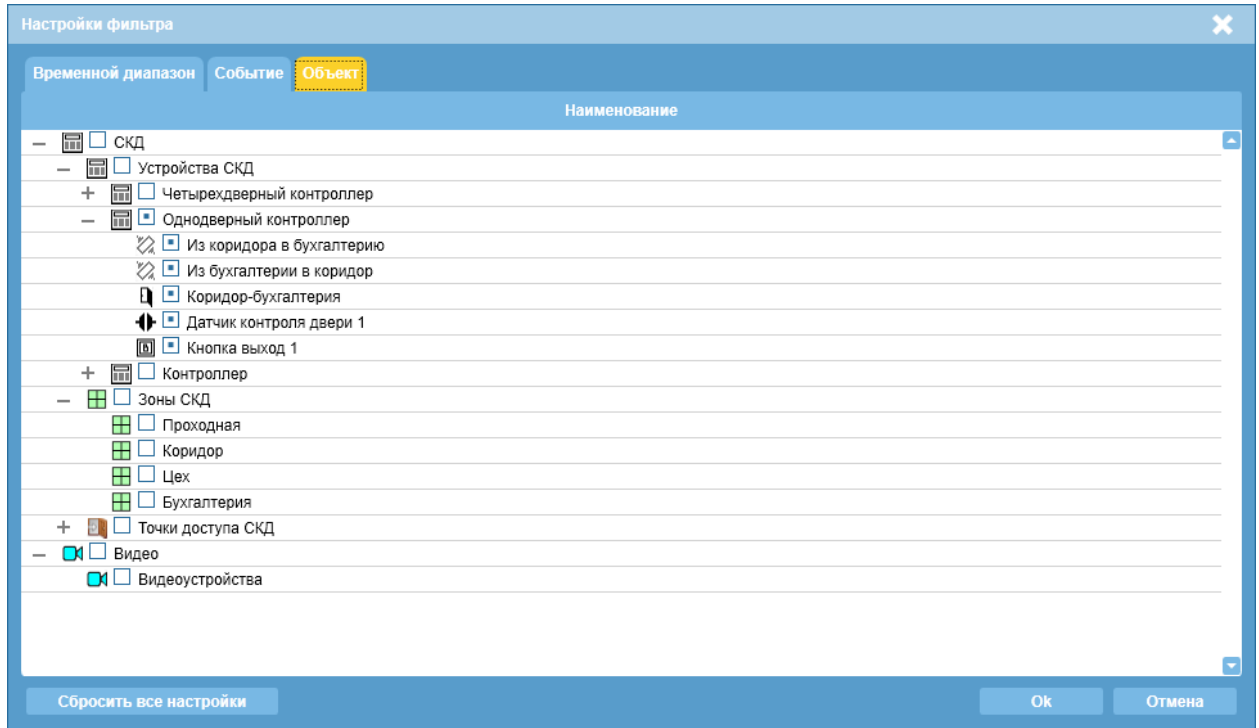 Настройки фильтра
Временной диапазон Событие Объект
Наименование
СКД
Устройства СКД
Четырехдверный контроллер
Однодверный контроллер
Из коридора в бухгалтерию
Из бухгалтерии в коридор
Коридор-бухгалтерия
Датчик контроля двери 1
Кнопка выход 1
Контроллер
Зоны СКД
Проходная
Коридор
Цех
Бухгалтерия
Точки доступа СКД
Видео
Видеоустройства
Сбросить все настройки Ok Отмена